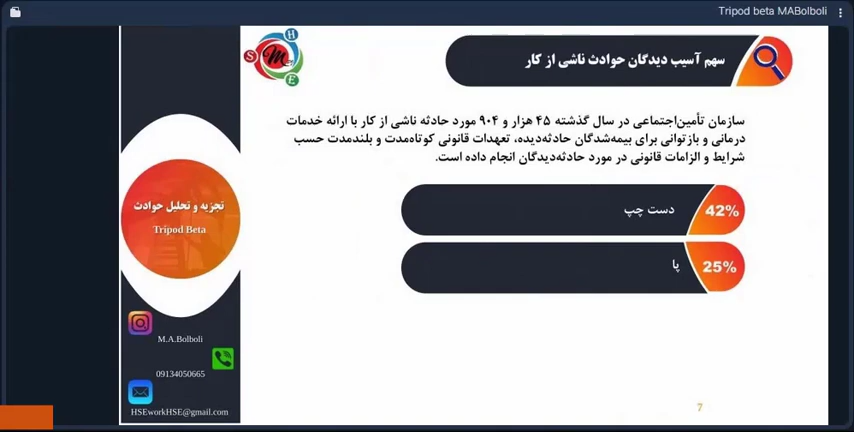 Tripod beta MABolboli
سهم آسیب دیدگان حوادث ناشی از کار
H
S
M
E
سازمان تأمین‌اجتماعی در سال گذشته ۴۵ هزار و ۹۰۴ مورد حادثه ناشی از کار با ارائه خدمات
درمانی و بازتوانی برای بیمه‌شدگان حادثه‌دیده، تعهدات قانونی کوتاه‌مدت و بلندمدت حسب
شرایط و الزامات قانونی در مورد حادثه‌دیدگان انجام داده است.
42% دست چپ
25% پا
تجزیه و تحلیل حوادث
Tripod Beta
M.A.Bolboli
09134050665
HSEworkHSE@gmail.com
7